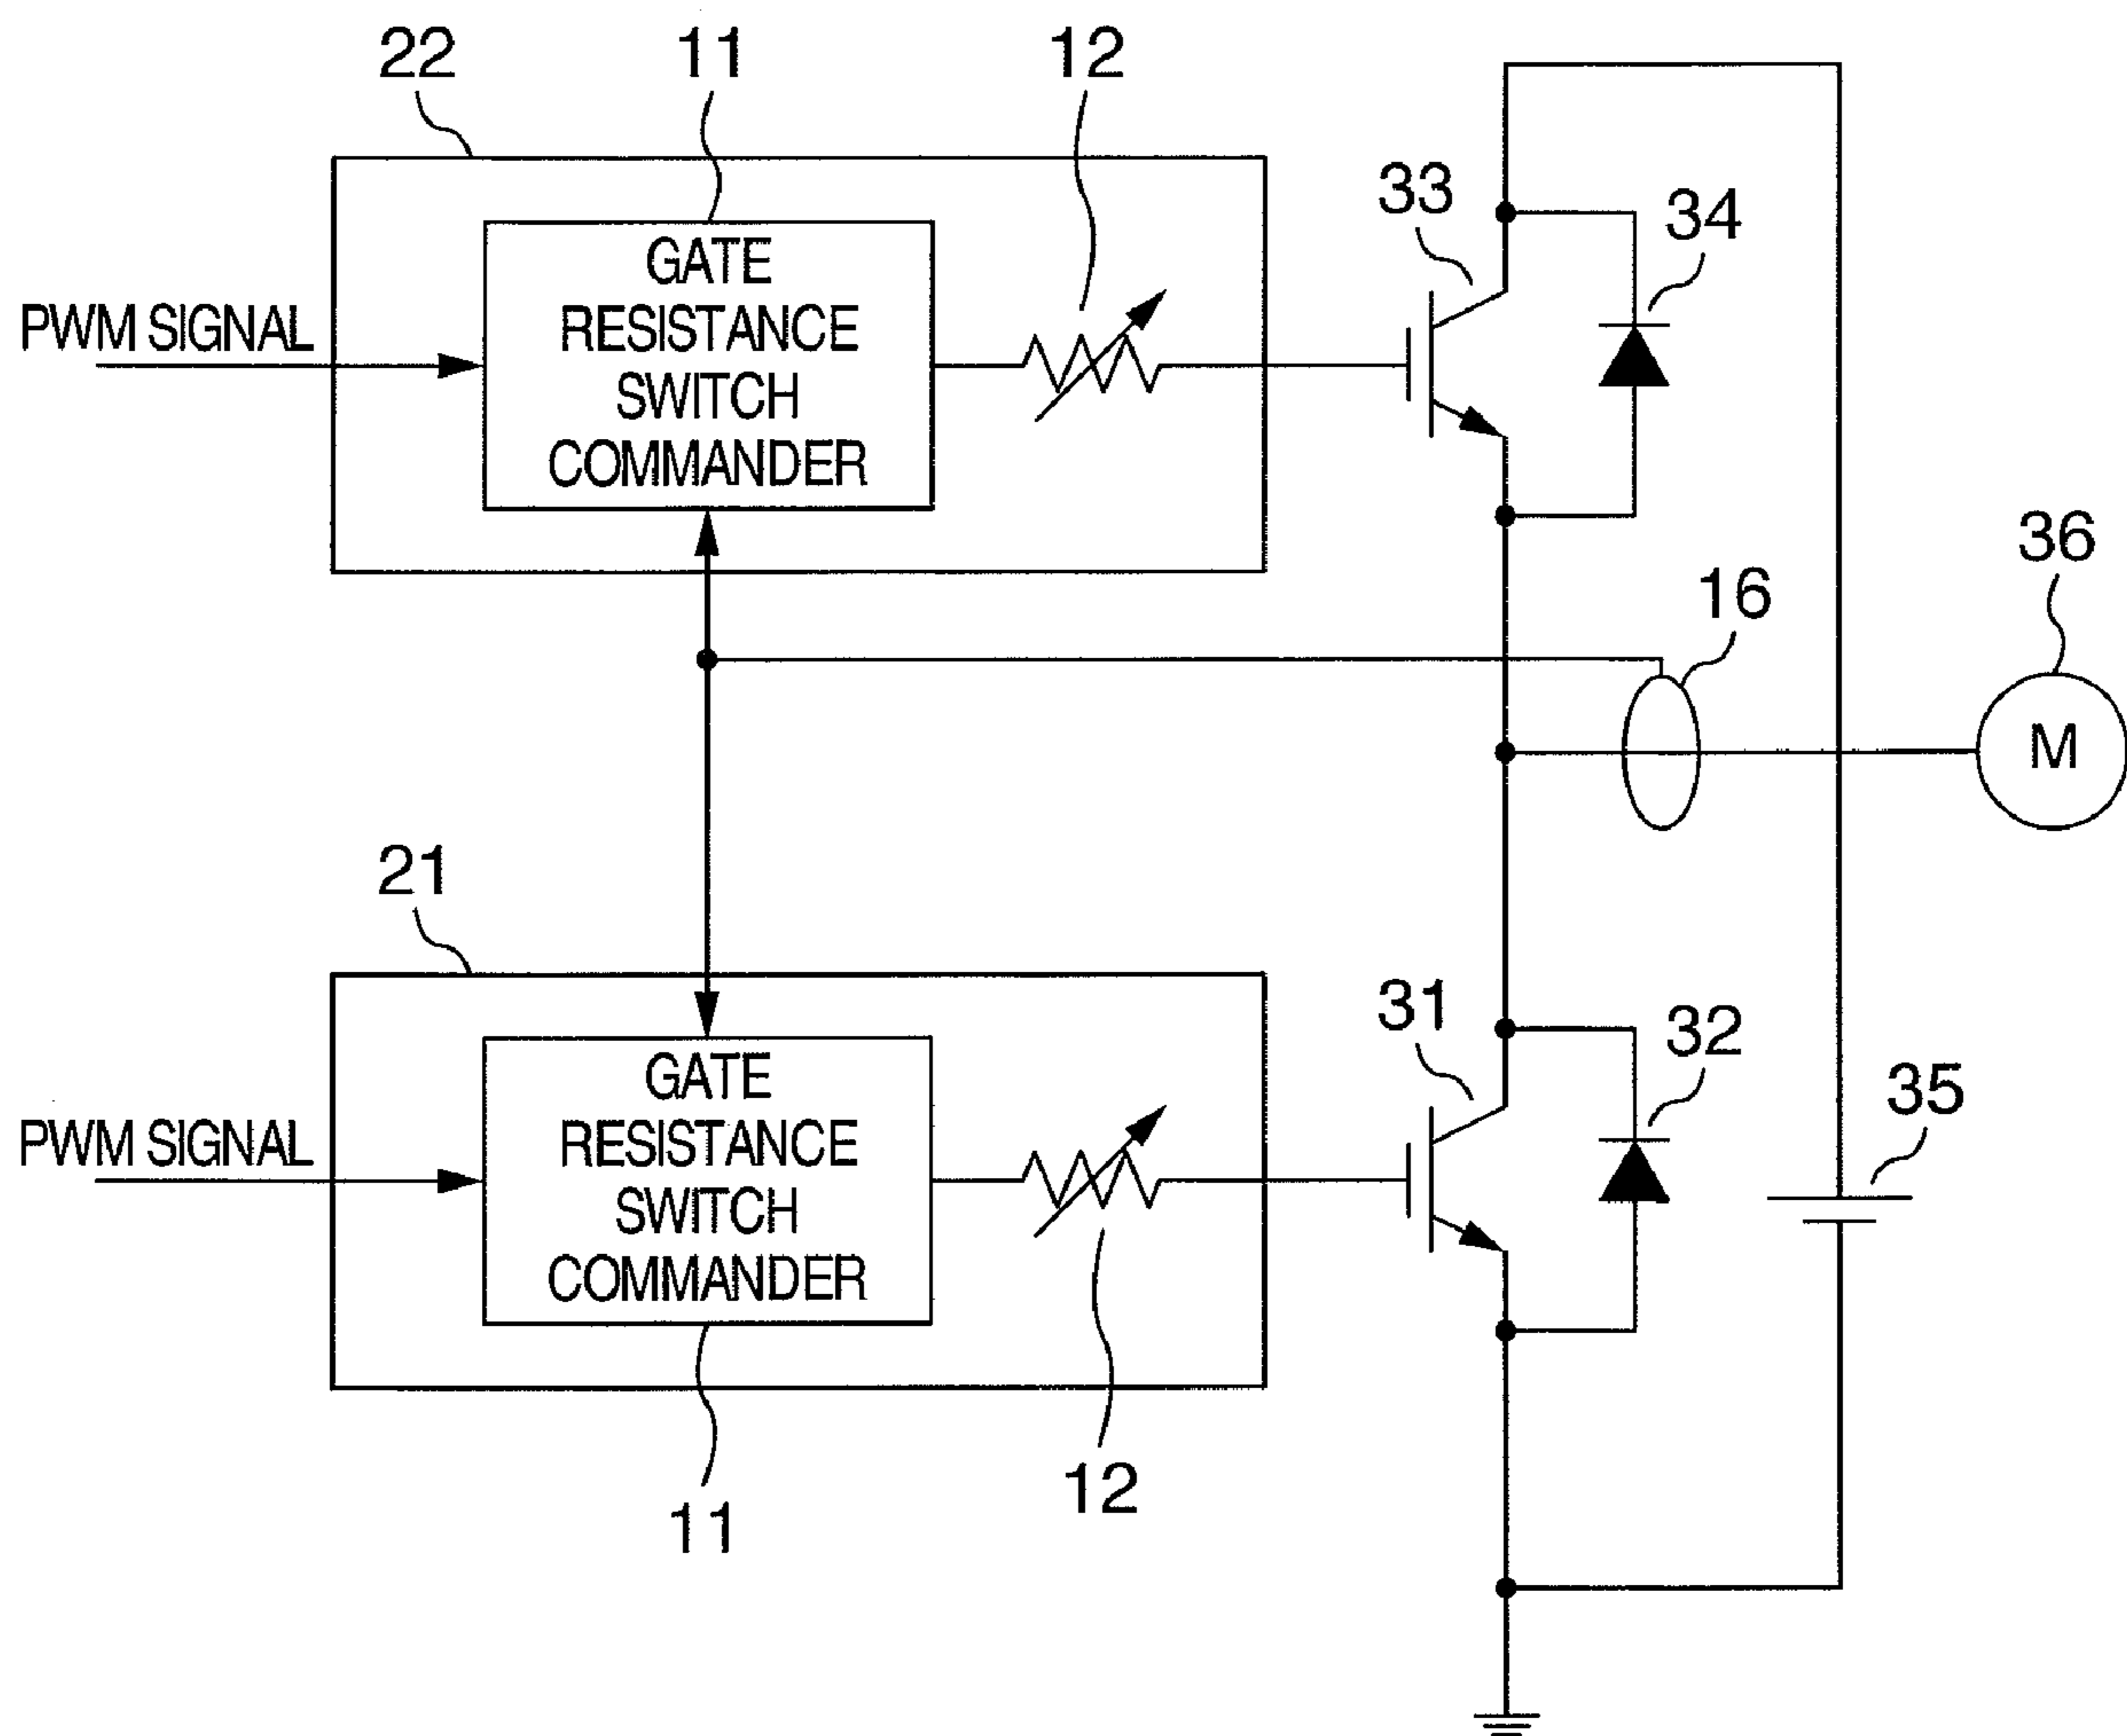 22
11
12
33
34
GATE
RESISTANCE
SWITCH
COMMANDER
PWM SIGNAL
36
16
M
21
31
32
35
GATE
RESISTANCE
SWITCH
COMMANDER
PWM SIGNAL
12
11